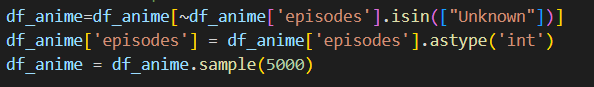 df_anime=df_anime[~df_anime['episodes'].isin(["Unknown"])]
df_anime['episodes'] = df_anime['episodes'].astype('int')
df_anime = df_anime.sample(5000)